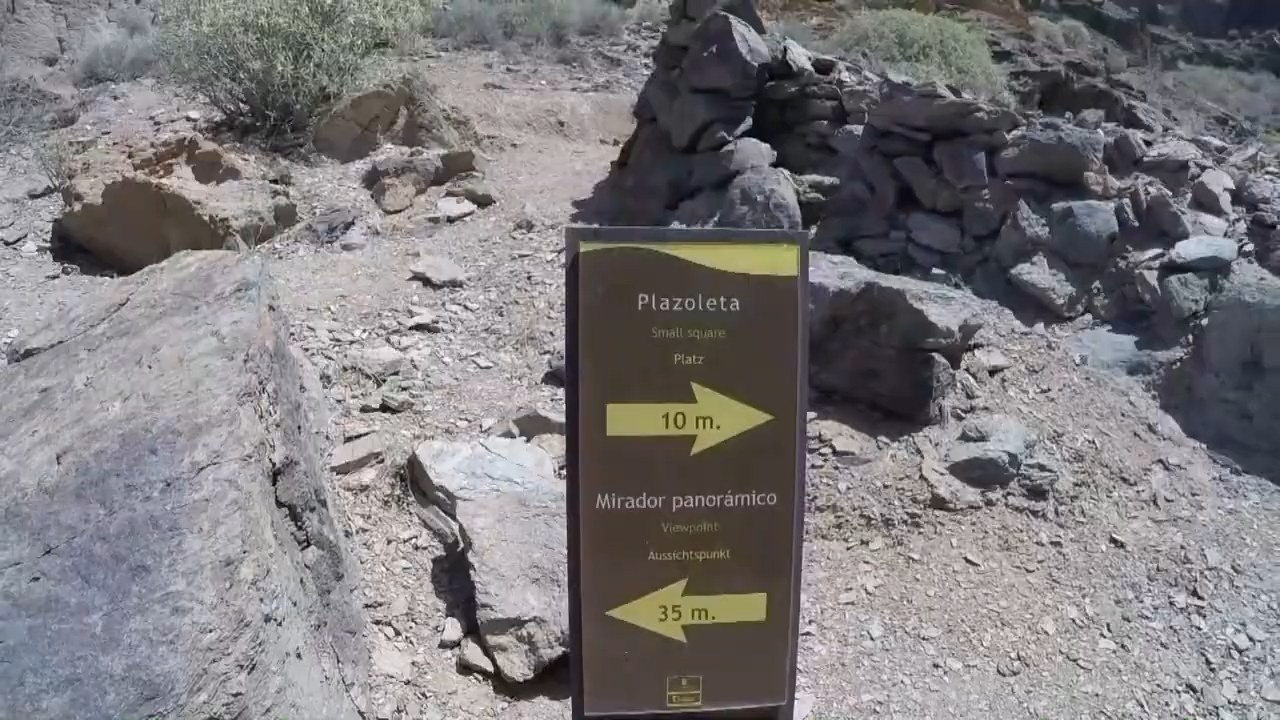 Plazoleta
Small square
Platz
10 m.
Mirador panorámico
Viewpoint
Aussichtspunkt
35 m.